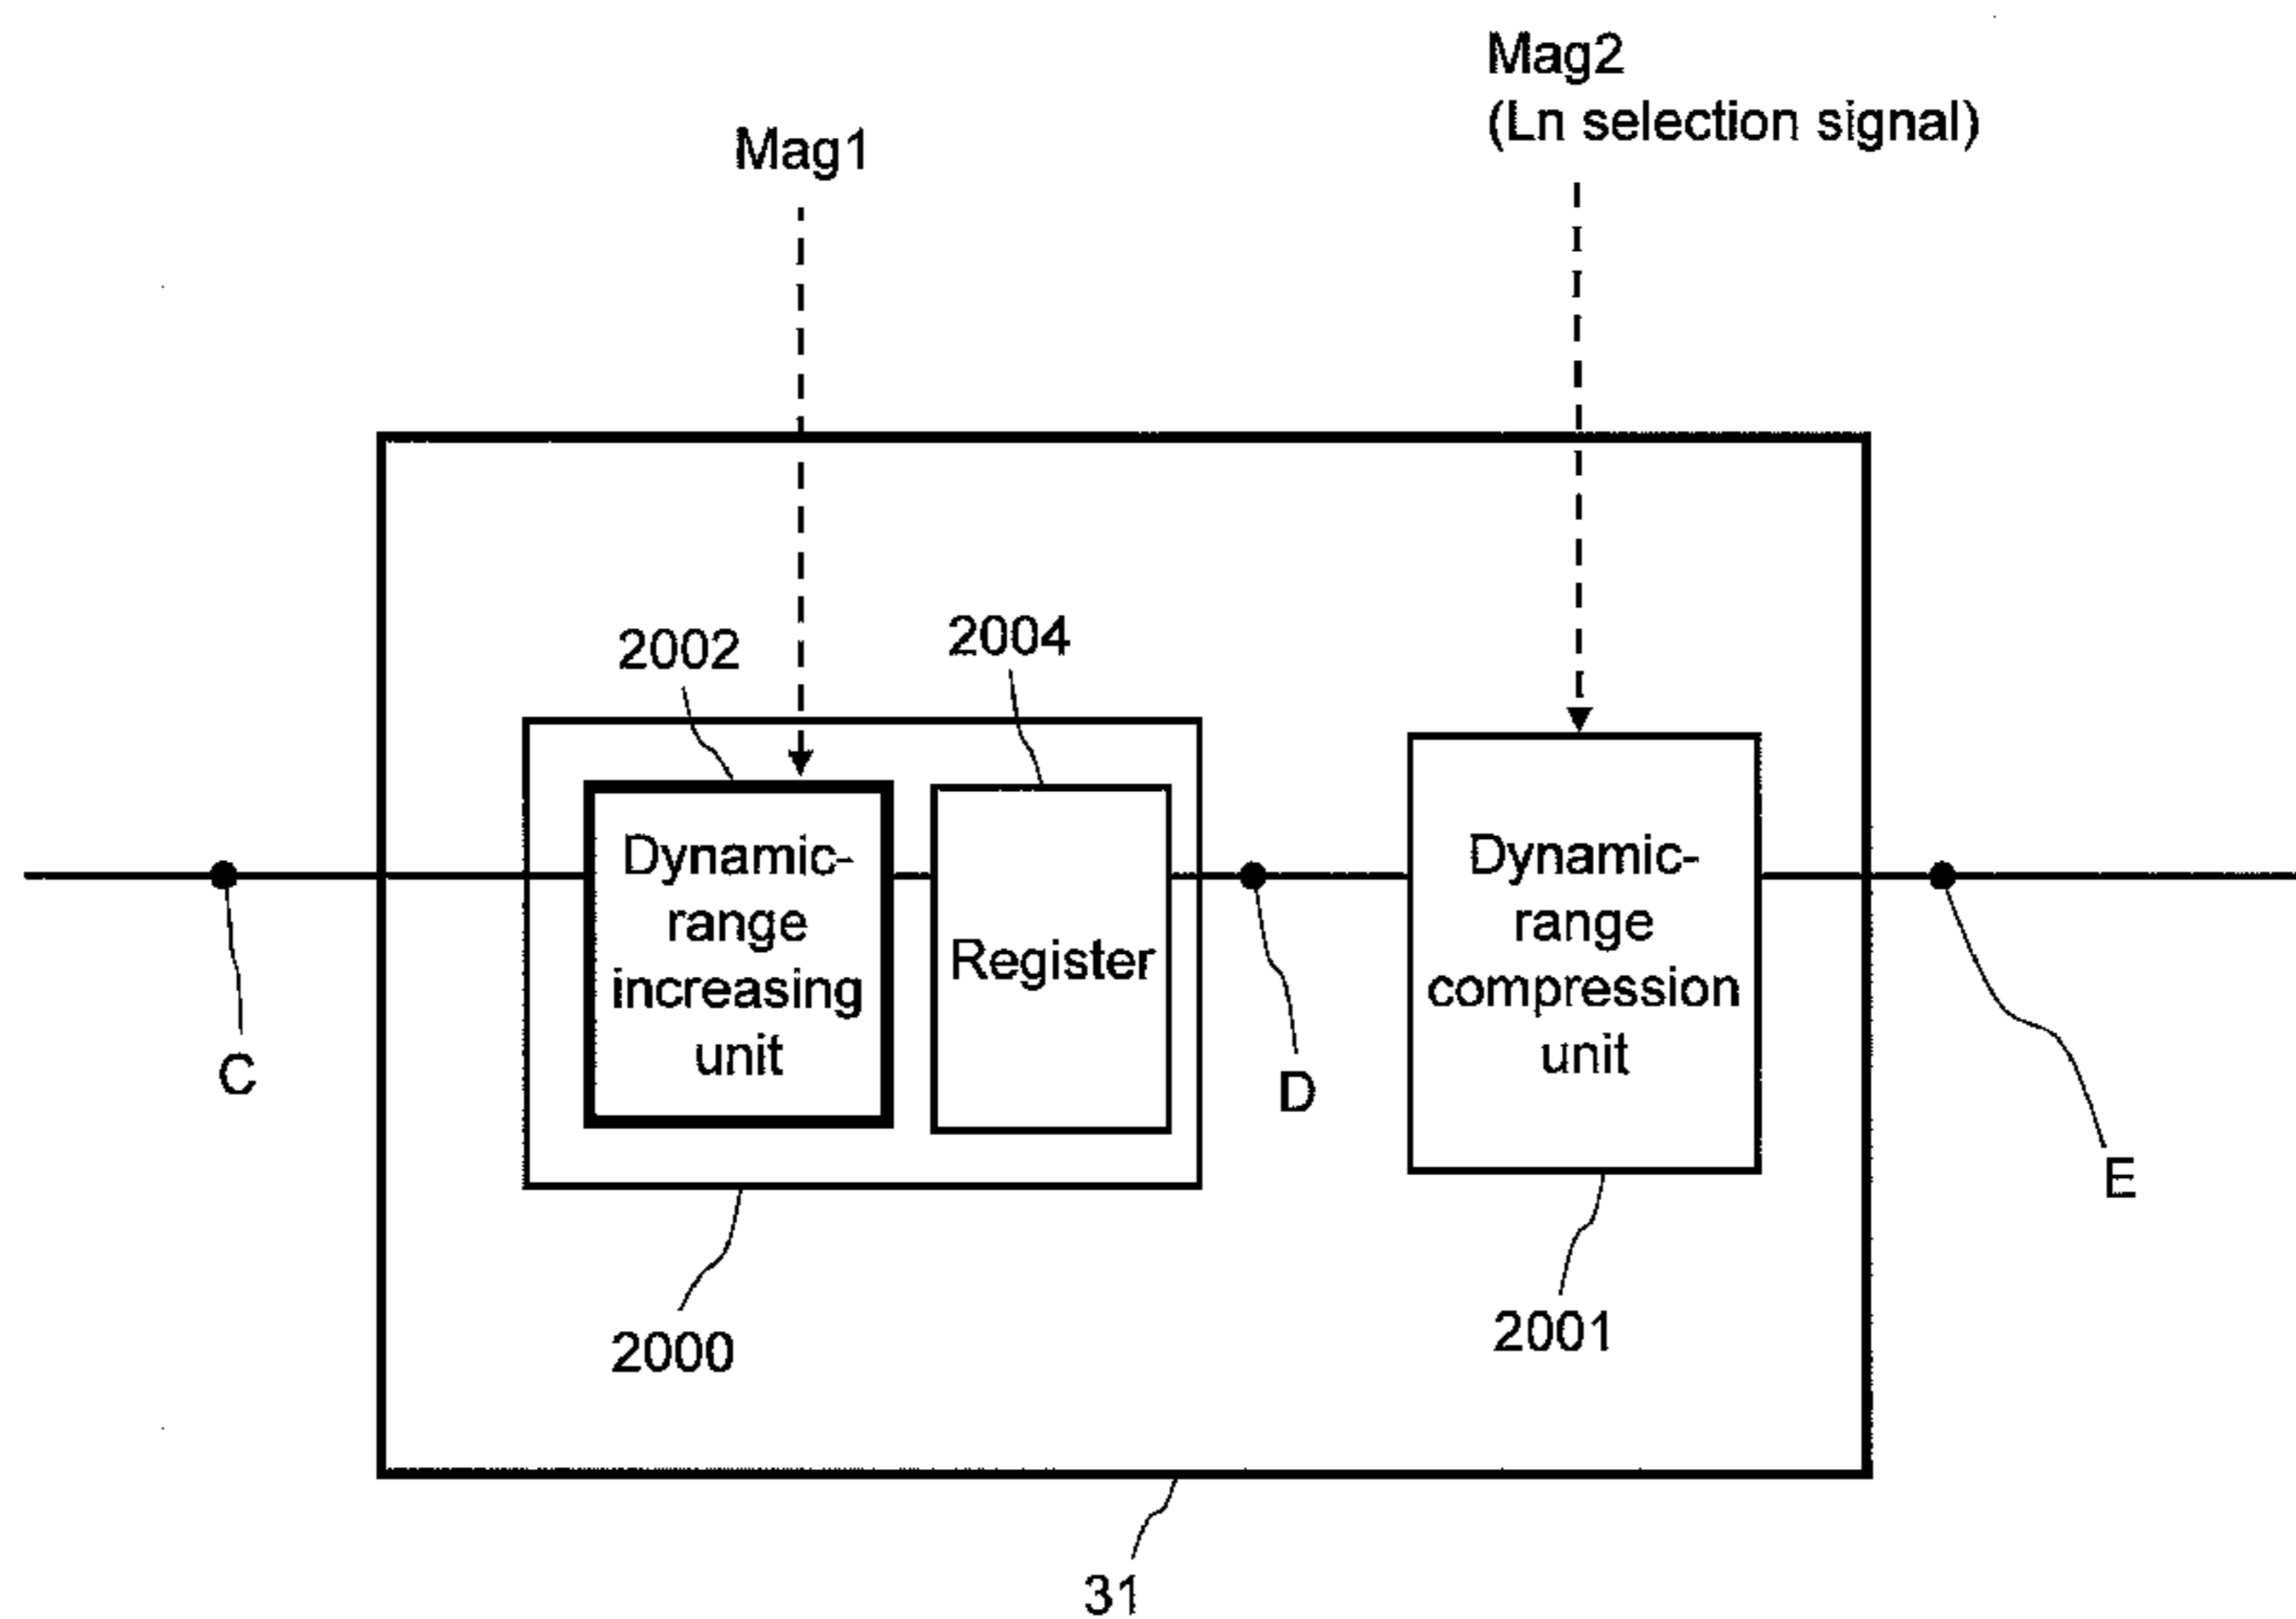 Mag2
(Ln selection signal)
Mag1
2002
2004
Dynamic-
range
increasing
unit
Register
Dynamic-
range
compression
unit
C
D
E
2000
2001
31